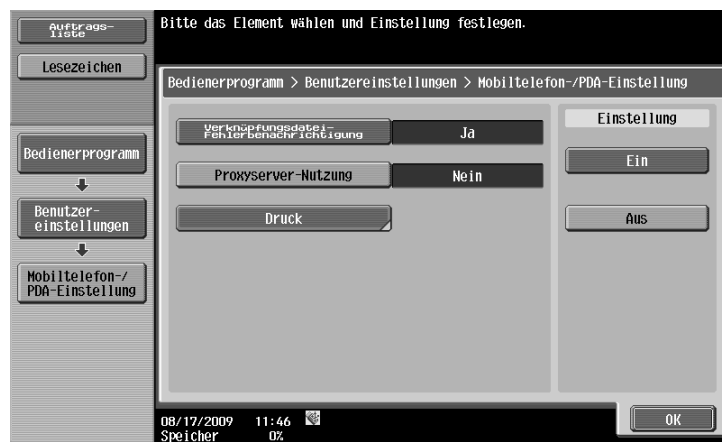 Auftrags-
liste
Bitte das Element wählen und Einstellung festlegen.
Lesezeichen
Bedienerprogramm > Benutzereinstellungen > Mobiltelefon-/PDA-Einstellung
Verknüpfungsdatei-
Fehlerbenachrichtigung
Ja
Einstellung
Ein
Proxyserver-Nutzung
Nein
Druck
Aus
Bedienerprogramm
Benutzer-
einstellungen
Mobiltelefon-/
PDA-Einstellung
08/17/2009 11:46
Speicher 0%
OK